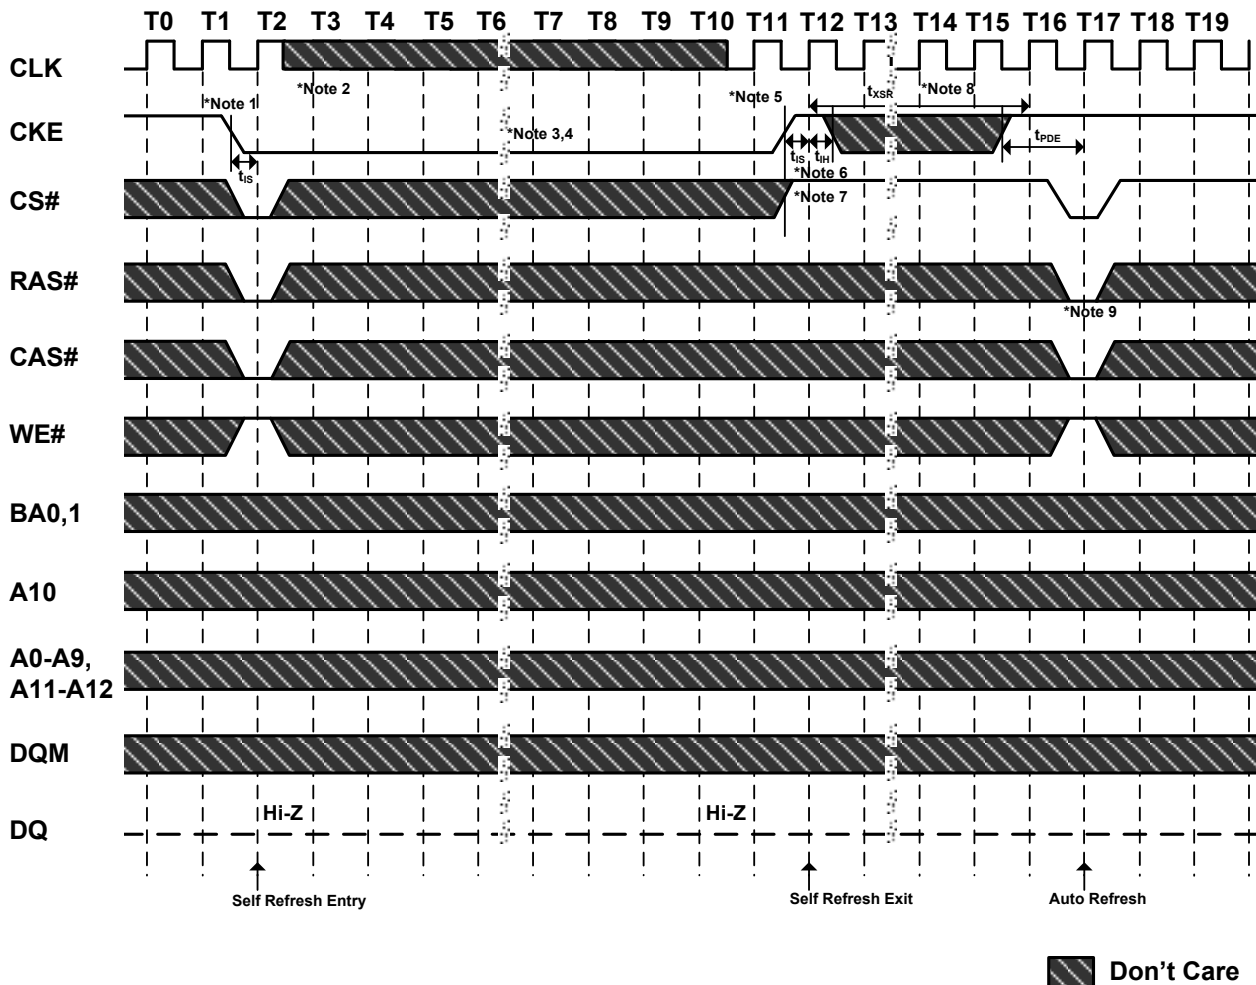 T0 T1 T2 T3 T4 T5 T6 T7 T8 T9 T10 T11 T12 T13 T14 T15 T16 T17 T18 T19
CLK
*Note 1 *Note 2 *Note 5 tXSR *Note 8
CKE *Note 3,4 tPDE
tIS tIS tIH
*Note 6
CS# *Note 7
RAS#
*Note 9
CAS#
WE#
BA0,1
A10
A0-A9,
A11-A12
DQM
Hi-Z Hi-Z
DQ
Self Refresh Entry Self Refresh Exit Auto Refresh
Don't Care